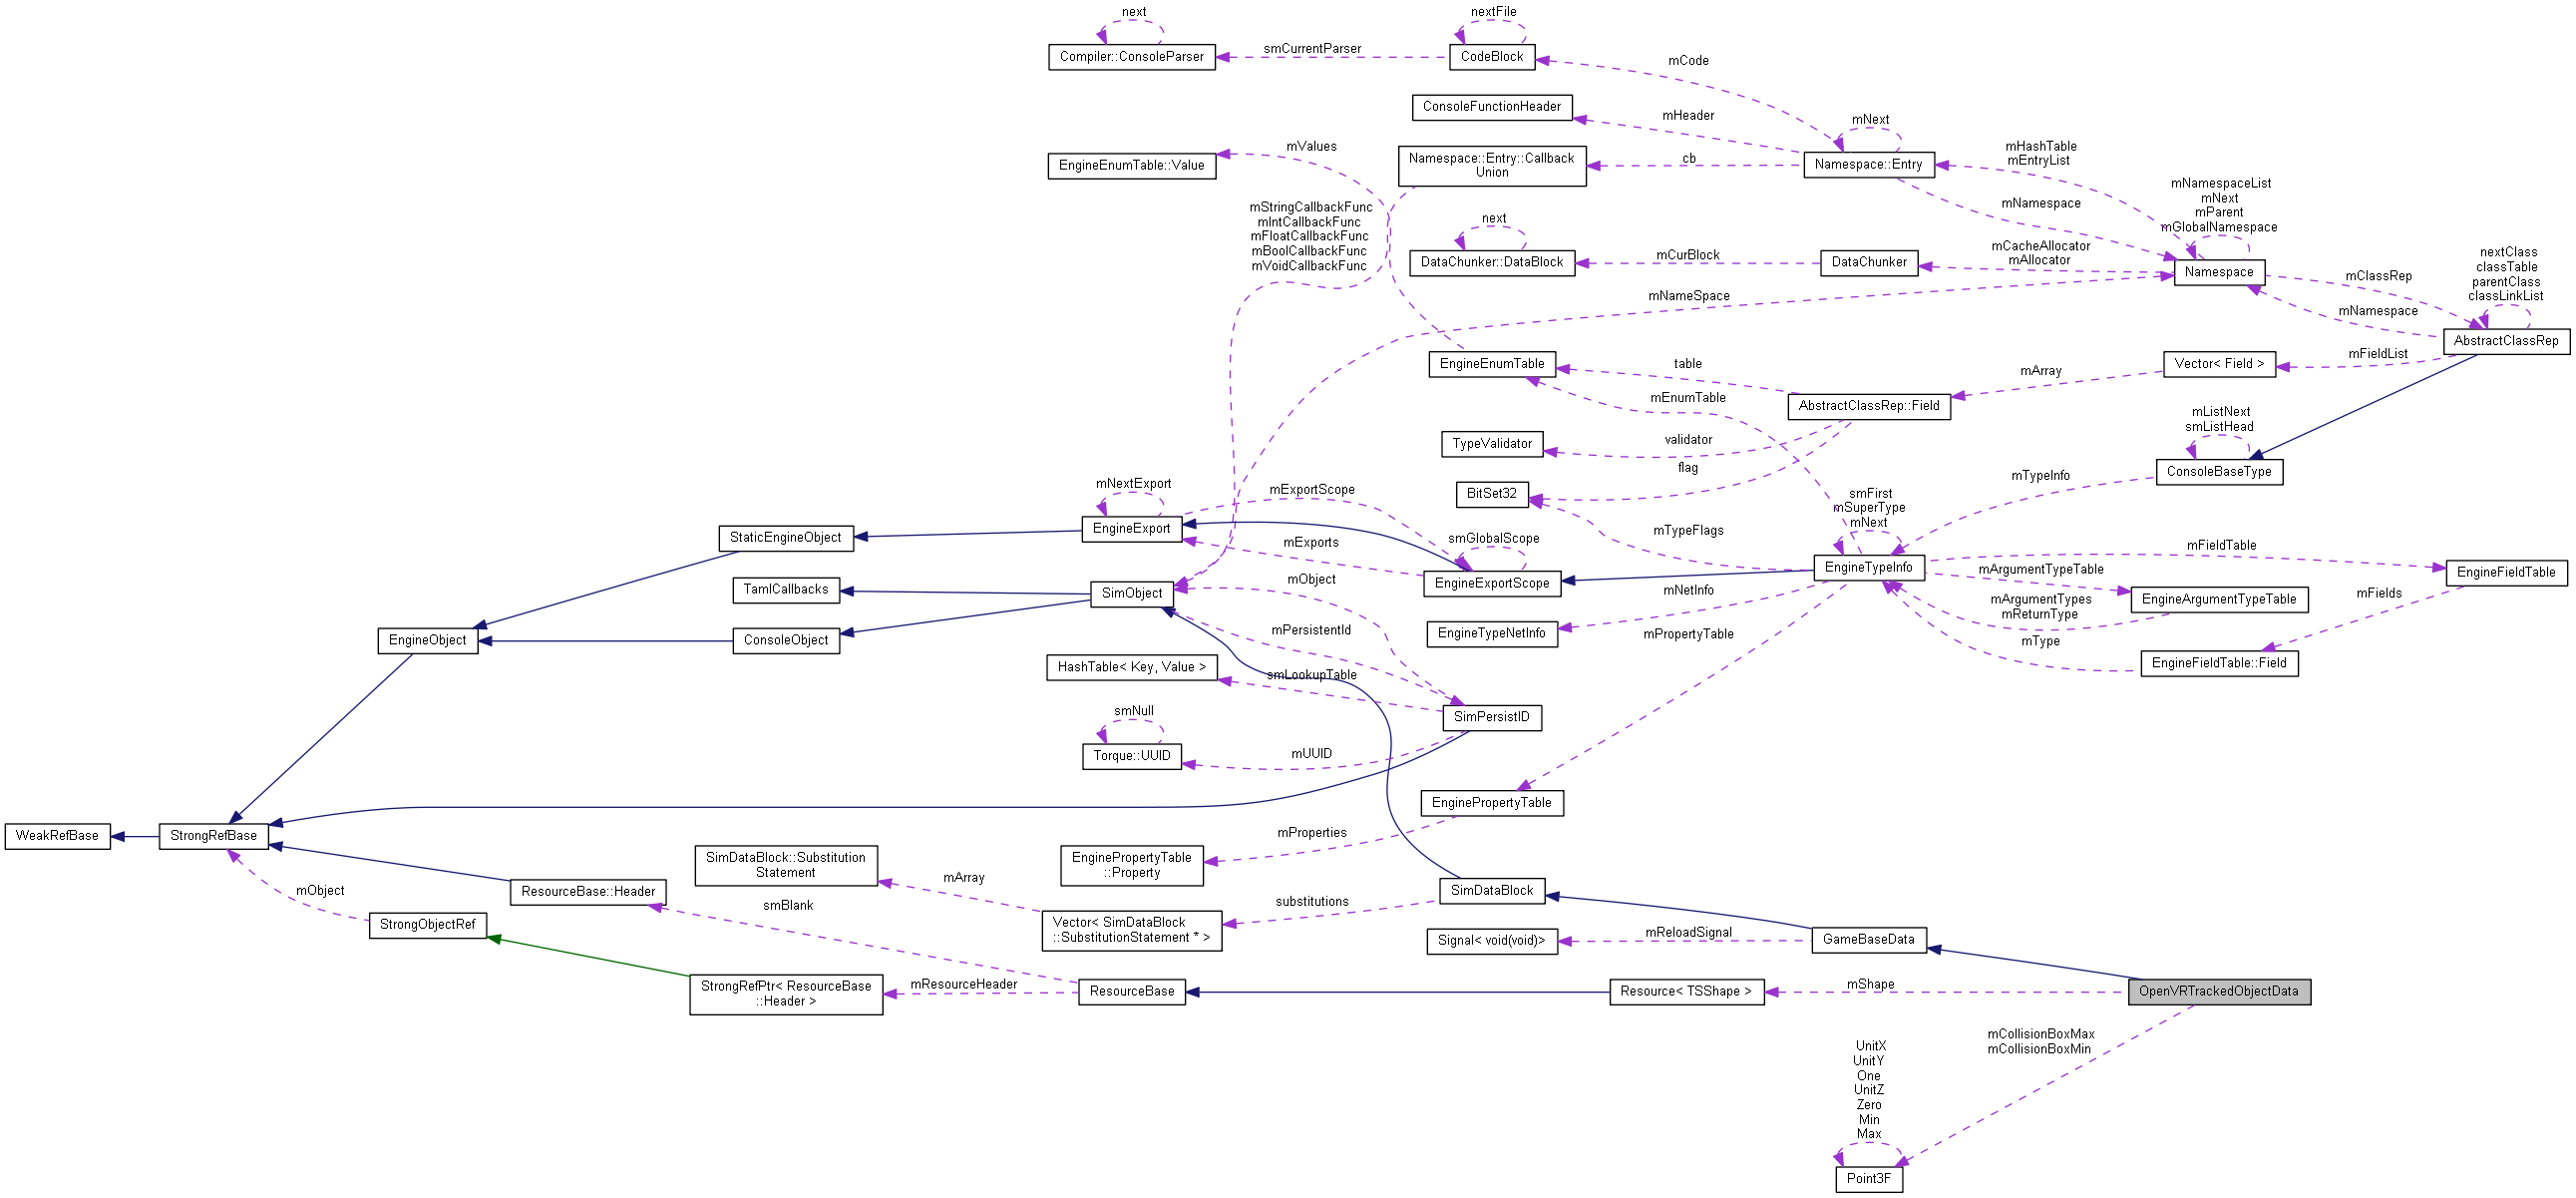 next
Compiler::ConsoleParser
smCurrentParser
nextFile
CodeBlock
mCode
ConsoleFunctionHeader
mHeader
mNext
Namespace::Entry
EngineEnumTable::Value
mValues
Namespace::Entry::Callback
Union
cb
mHashTable
mEntryList
mNamespace
mStringCallbackFunc
mIntCallbackFunc
mFloatCallbackFunc
mBoolCallbackFunc
mVoidCallbackFunc
next
DataChunker::DataBlock
mCurBlock
DataChunker
mCacheAllocator
mAllocator
mNamespaceList
mNext
mParent
mGlobalNamespace
Namespace
mNameSpace
mClassRep
mNamespace
nextClass
classTable
parentClass
classLinkList
AbstractClassRep
EngineEnumTable
table
mEnumTable
AbstractClassRep::Field
mArray
Vector< Field >
mFieldList
TypeValidator
validator
flag
BitSet32
mTypeFlags
mListNext
smListHead
ConsoleBaseType
mTypeInfo
mNextExport
EngineExport
mExportScope
mExports
smGlobalScope
EngineExportScope
smFirst
mSuperType
mNext
EngineTypeInfo
mFieldTable
EngineFieldTable
mArgumentTypeTable
EngineArgumentTypeTable
mArgumentTypes
mReturnType
mFields
mType
EngineFieldTable::Field
mNetInfo
EngineTypeNetInfo
mPropertyTable
StaticEngineObject
TamlCallbacks
SimObject
mObject
EngineObject
ConsoleObject
mPersistentId
HashTable< Key, Value >
smLookupTable
SimPersistID
smNull
Torque::UUID
mUUID
EnginePropertyTable
mProperties
EnginePropertyTable
::Property
WeakRefBase
StrongRefBase
SimDataBlock::Substitution
Statement
mArray
ResourceBase::Header
smBlank
mObject
StrongObjectRef
Vector< SimDataBlock
::SubstitutionStatement * >
substitutions
SimDataBlock
Signal< void(void)>
mReloadSignal
GameBaseData
StrongRefPtr< ResourceBase
::Header >
mResourceHeader
ResourceBase
Resource< TSShape >
mShape
OpenVRTrackedObjectData
mCollisionBoxMax
mCollisionBoxMin
UnitX
UnitY
One
UnitZ
Zero
Min
Max
Point3F